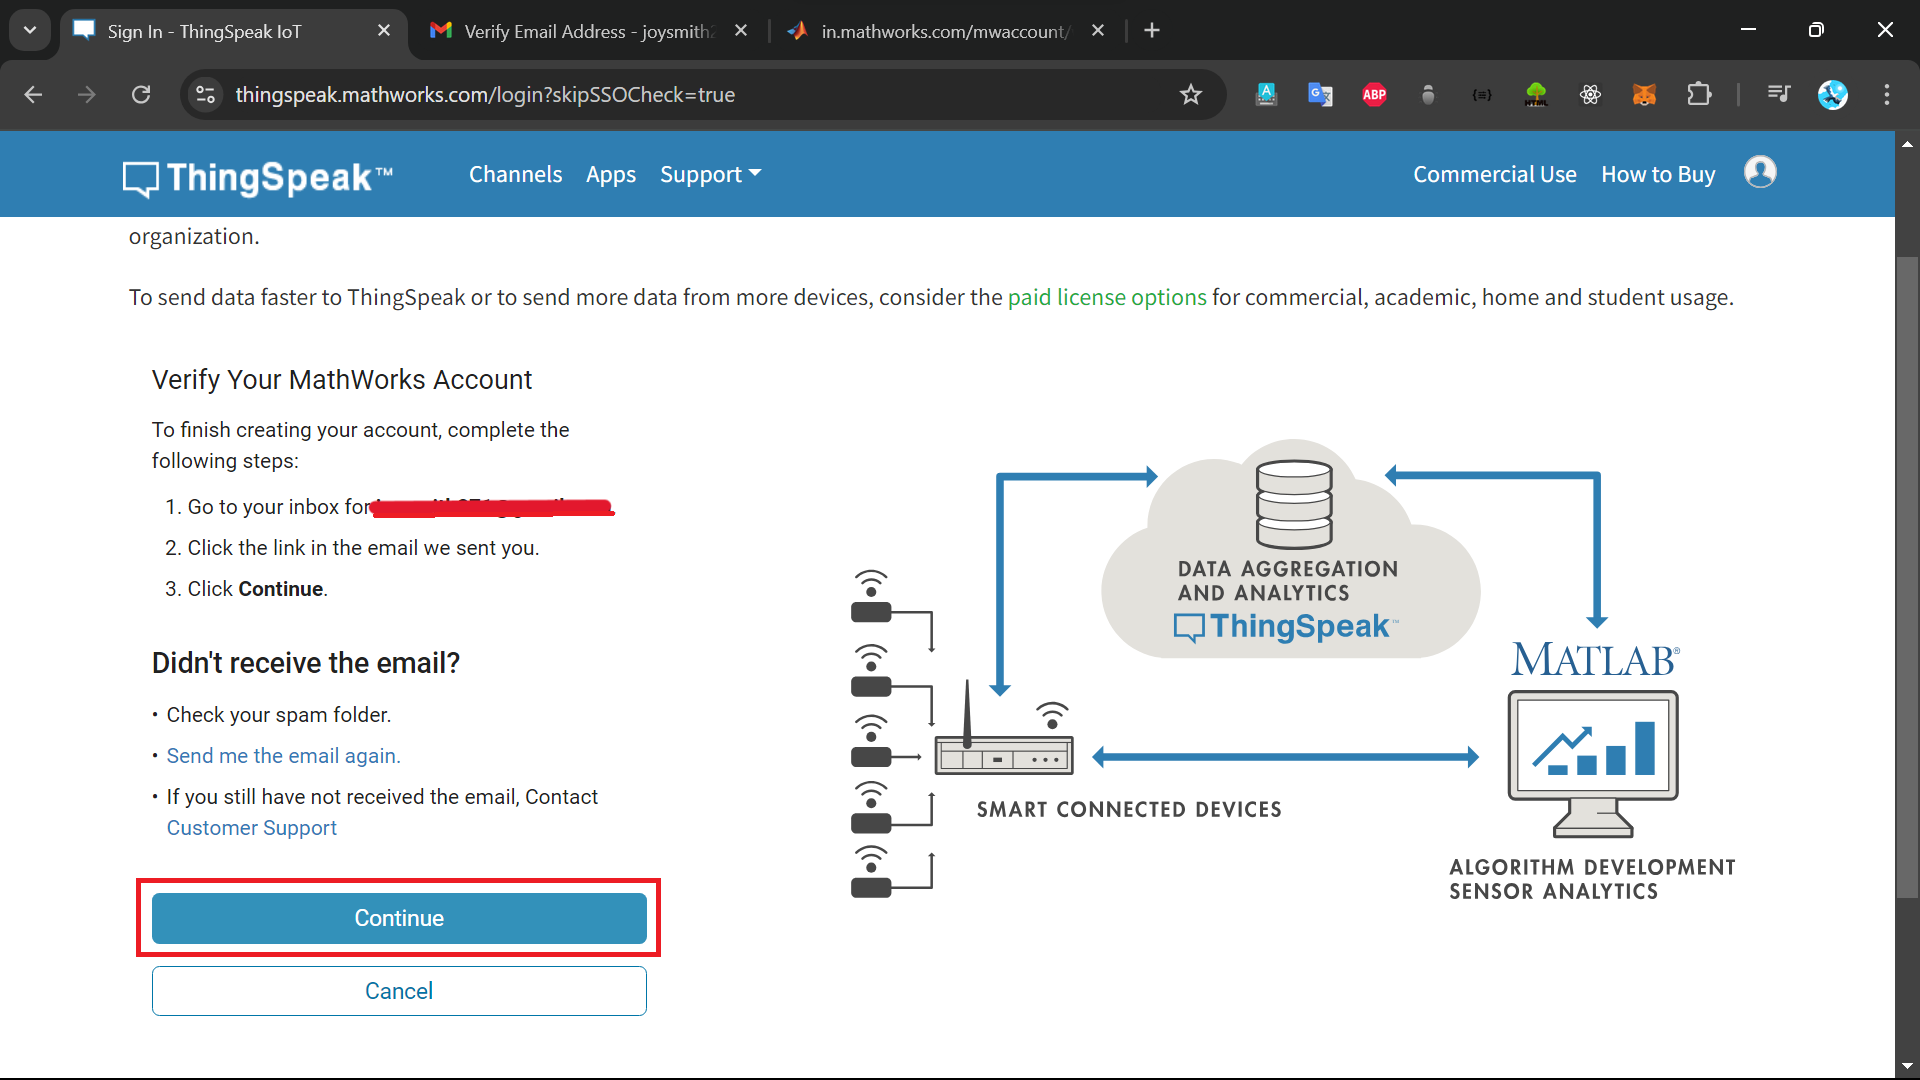 Sign In - ThingSpeak IoT
Verify Email Address - joysmith
in.mathworks.com/mwaccount/
thingspeak.mathworks.com/login?skipSSOCheck=true
ABP
HTML
ThingSpeak™
Channels
Apps
Support
Commercial Use
How to Buy
organization.
To send data faster to ThingSpeak or to send more data from more devices, consider the paid license options for commercial, academic, home and student usage.
Verify Your MathWorks Account
To finish creating your account, complete the
following steps:
1. Go to your inbox for
2. Click the link in the email we sent you.
3. Click Continue.
Didn't receive the email?
• Check your spam folder.
• Send me the email again.
• If you still have not received the email, Contact
Customer Support
Continue
Cancel
DATA AGGREGATION
AND ANALYTICS
ThingSpeak™
MATLAB®
SMART CONNECTED DEVICES
ALGORITHM DEVELOPMENT
SENSOR ANALYTICS